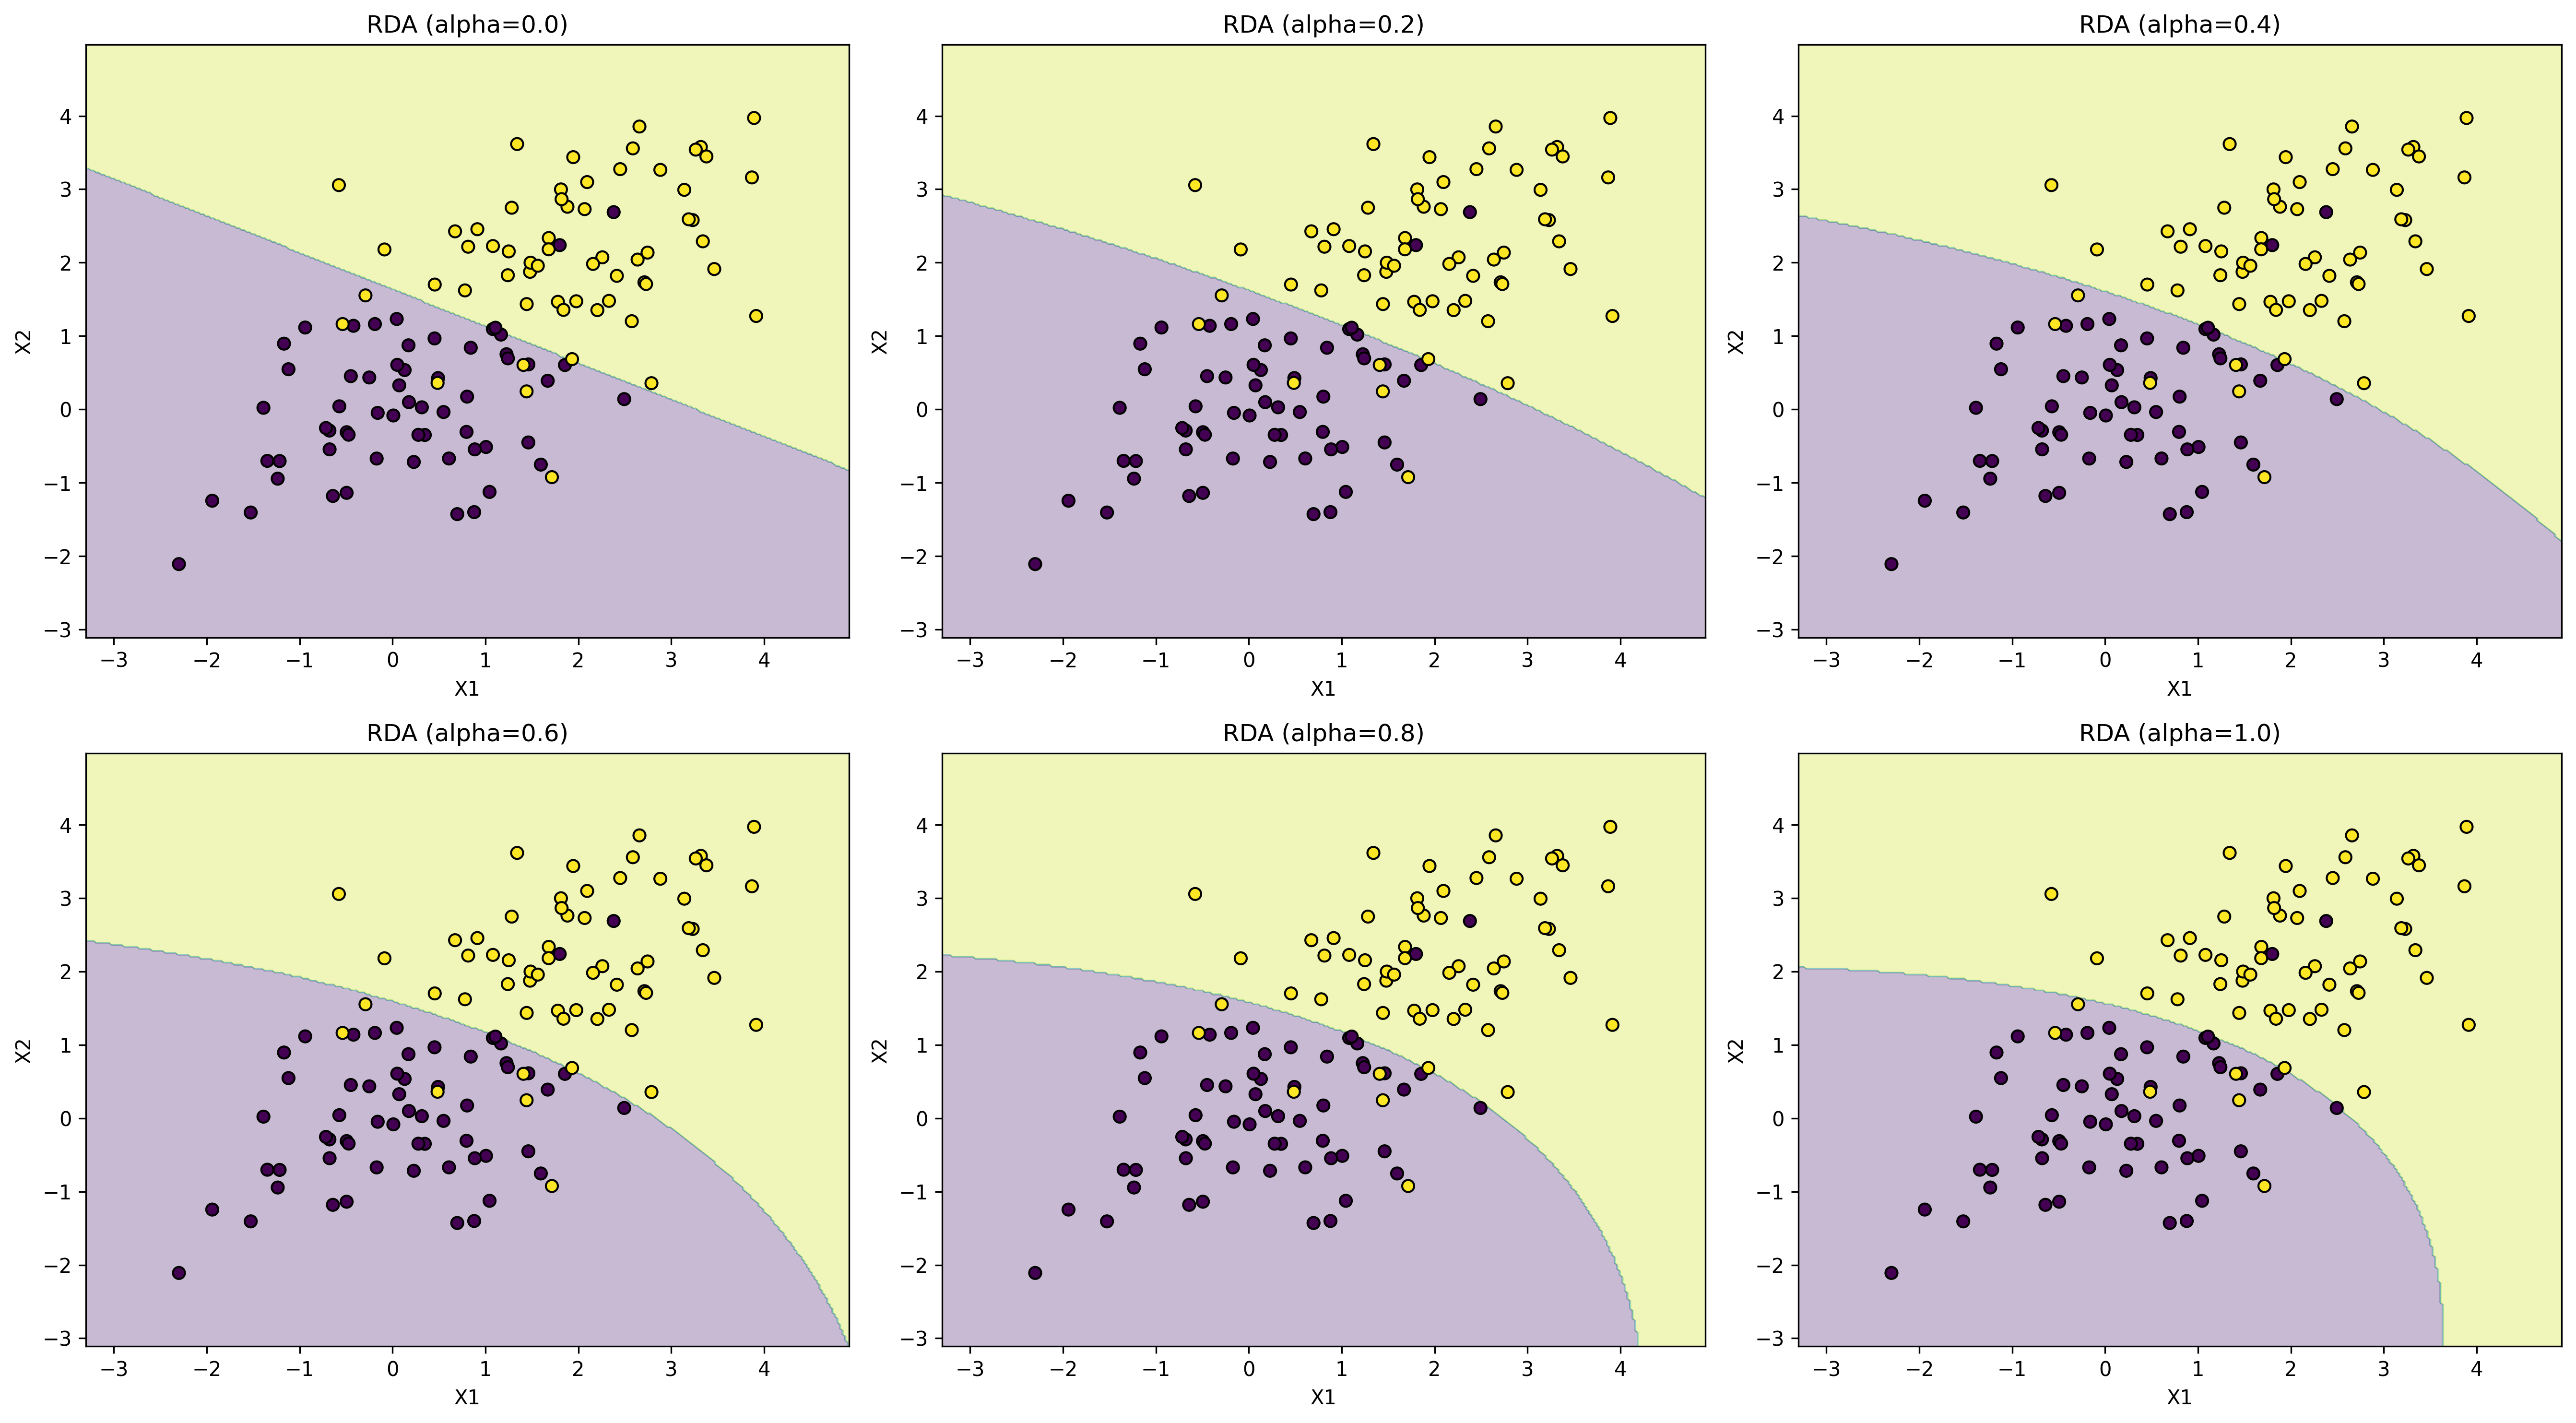 RDA (alpha=0.0)
RDA (alpha=0.2)
RDA (alpha=0.4)
X2
4
3
2
1
0
−1
−2
−3
X2
4
3
2
1
0
−1
−2
−3
X2
4
3
2
1
0
−1
−2
−3
−3 −2 −1 0 1 2 3 4
−3 −2 −1 0 1 2 3 4
−3 −2 −1 0 1 2 3 4
X1
X1
X1
RDA (alpha=0.6)
RDA (alpha=0.8)
RDA (alpha=1.0)
X2
4
3
2
1
0
−1
−2
−3
X2
4
3
2
1
0
−1
−2
−3
X2
4
3
2
1
0
−1
−2
−3
−3 −2 −1 0 1 2 3 4
−3 −2 −1 0 1 2 3 4
−3 −2 −1 0 1 2 3 4
X1
X1
X1